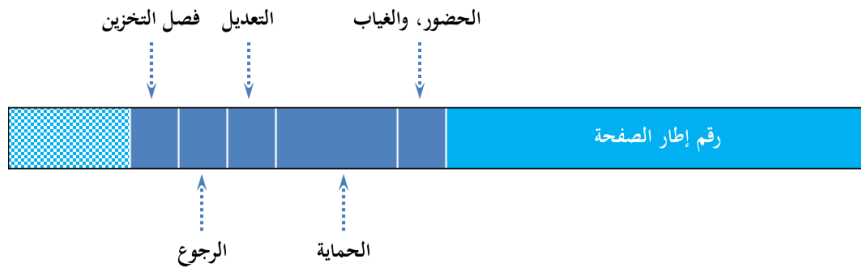 الحضور، والغياب
التعديل
فصل التخزين
رقم إطار الصفحة
الحماية
الرجوع